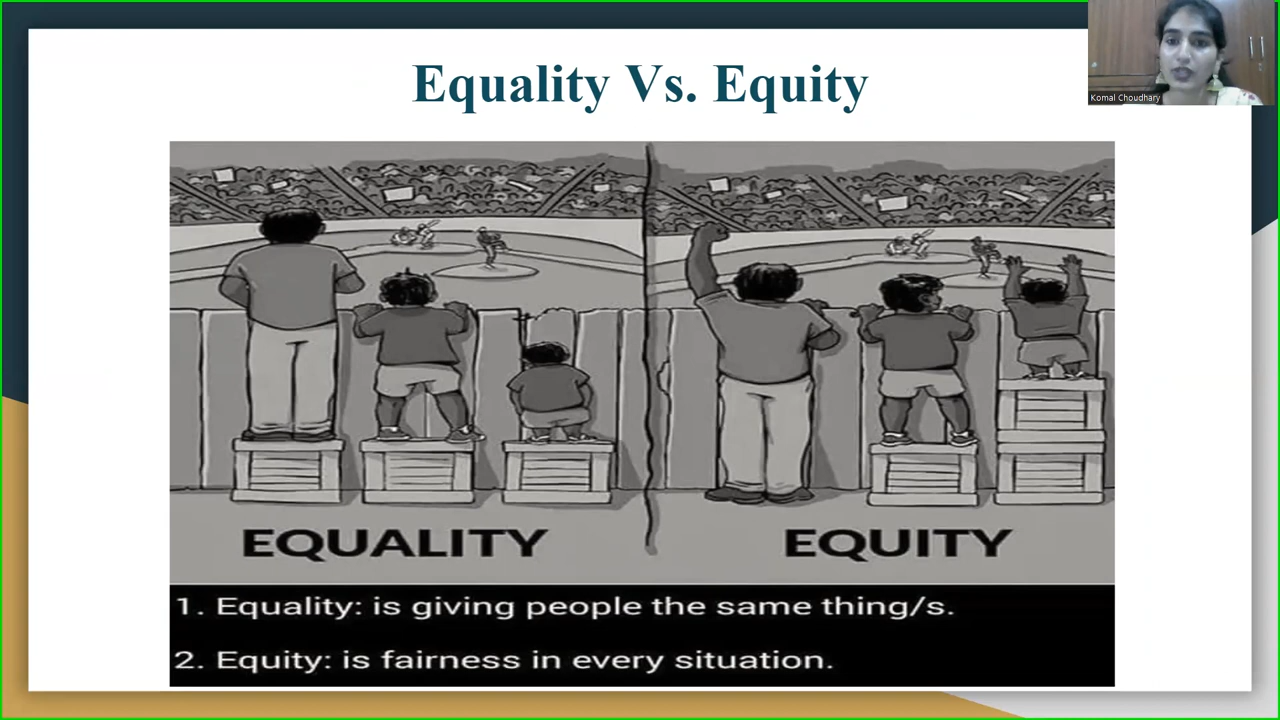 Equality Vs. Equity
Komal Choudhary
EQUALITY
EQUITY
1. Equality: is giving people the same thing/s.
2. Equity: is fairness in every situation.